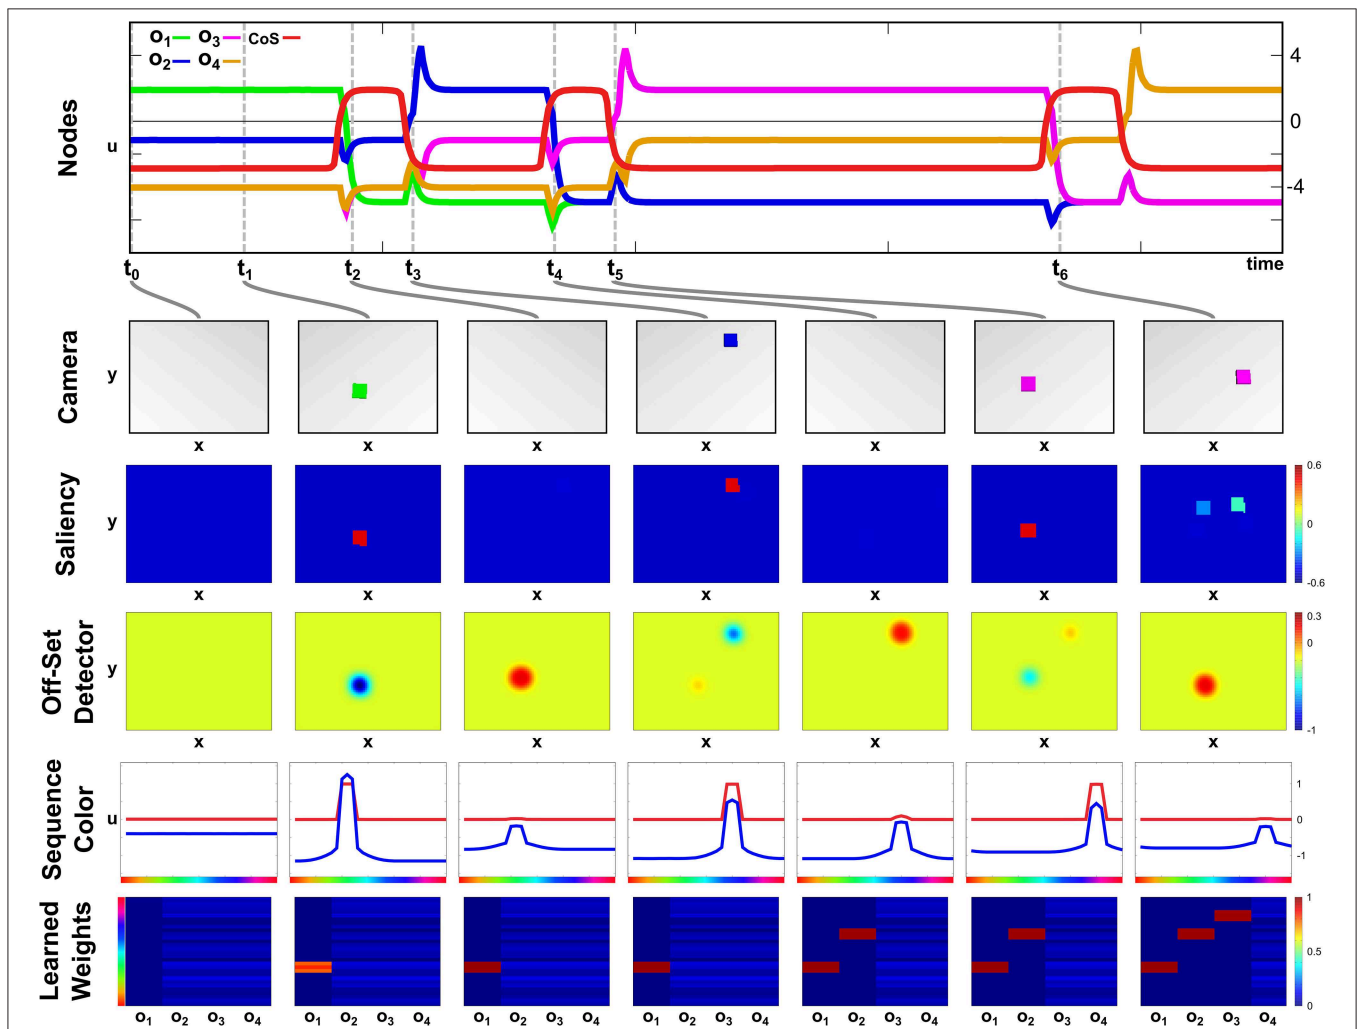 O1 O3 CoS
O2 O4
Nodes
u
4
0
-4
t0 t1 t2 t3 t4 t5 t6 time
Camera
y
x x x x x x x
Saliency
y
0.6
0
-0.6
x x x x x x x
Off-Set
Detector
y
0.3
0
-1
x x x x x x x
Sequence
Color
u
1
0
-1
Learned
Weights
1
0.5
0
O1 O2 O3 O4 O1 O2 O3 O4 O1 O2 O3 O4 O1 O2 O3 O4 O1 O2 O3 O4 O1 O2 O3 O4 O1 O2 O3 O4